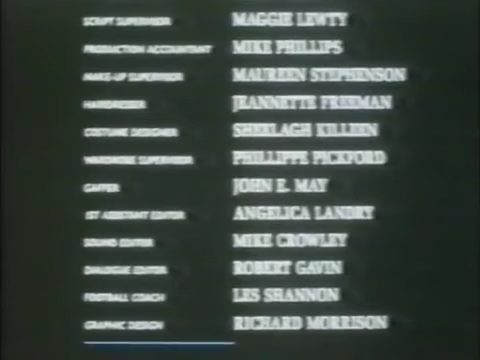 SCRIPT SUPERVISOR MAGGIE LEWTY
PRODUCTION ACCOUNTANT MIKE PHILLIPS
MAKE-UP SUPERVISOR MAUREEN STEPHENSON
HAIRDRESSER JEANNETTE FREEMAN
COSTUME DESIGNER SHEELAGH KILLEEN
WARDROBE SUPERVISOR PHILLIPPE PICKFORD
GAFFER JOHN E. MAY
1ST ASSISTANT EDITOR ANGELICA LANDRY
SOUND EDITOR MIKE CROWLEY
DIALOGUE EDITOR ROBERT GAVIN
FOOTBALL COACH LES SHANNON
GRAPHIC DESIGN RICHARD MORRISON